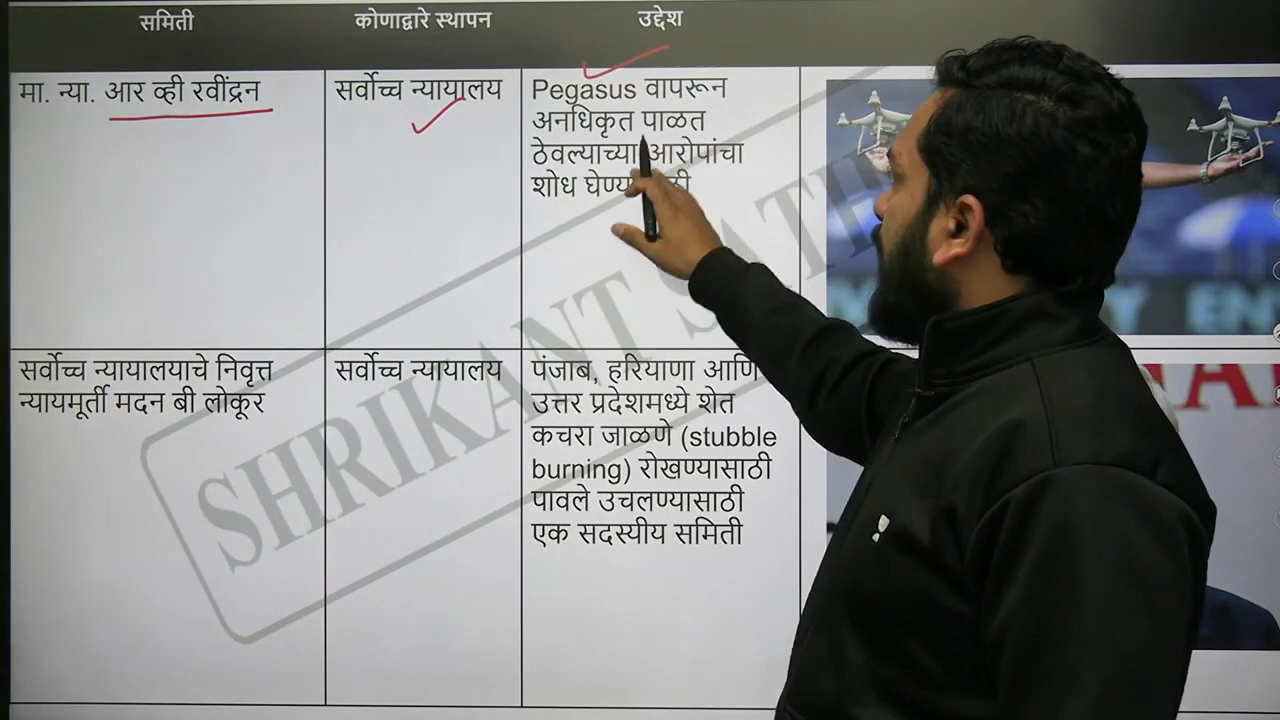 समिती
कोणाद्वारे स्थापन
उद्देश
मा. न्या. आर व्ही रवींद्रन
सर्वोच्च न्यायालय
Pegasus वापरून
अनधिकृत पाळत
ठेवल्याच्या आरोपांचा
शोध
सर्वोच्च न्यायालयाचे निवृत्त
न्यायमूर्ती मदन बी लोकूर
सर्वोच्च न्यायालय
पंजाब, हरियाणा आणि
उत्तर प्रदेशमध्ये शेत
कचरा जाळणे (stubble
burning) रोखण्यासाठी
पावले उचलण्यासाठी
एक सदस्यीय समिती
SHRIKANT